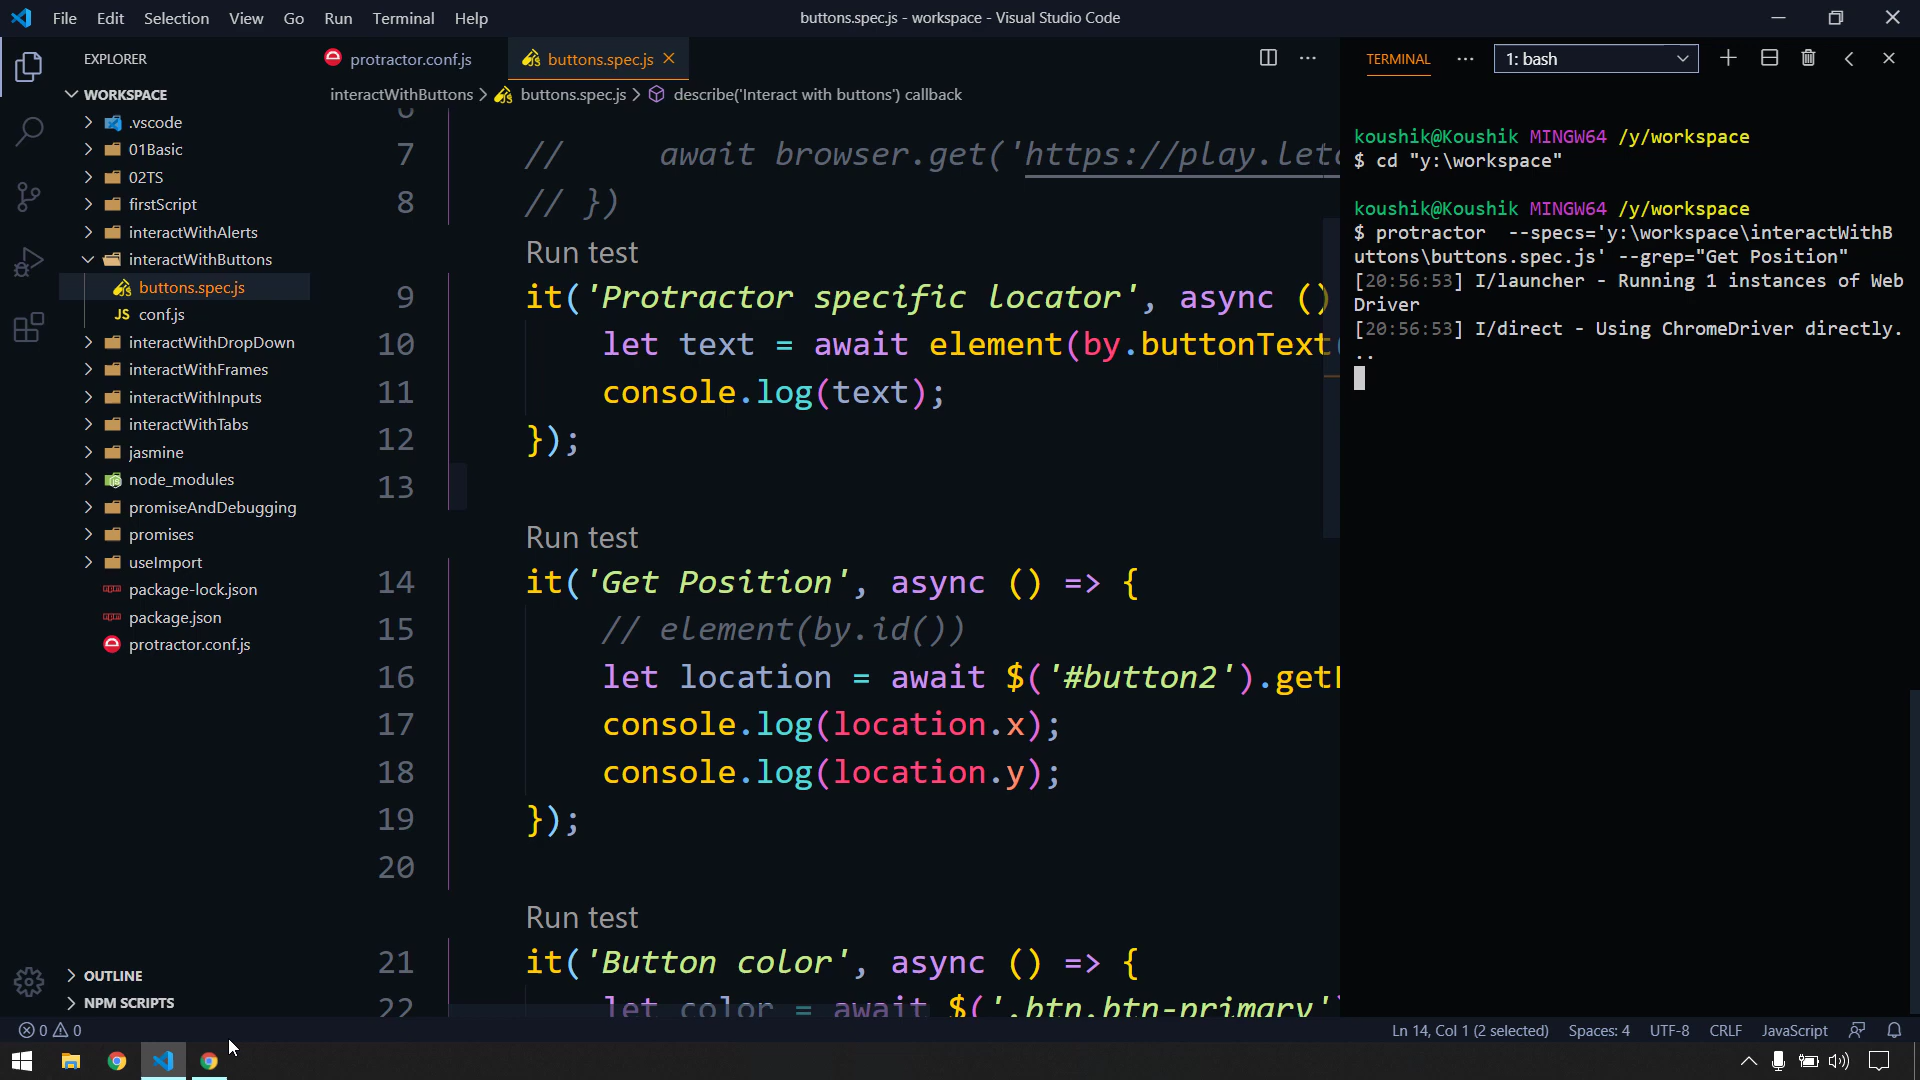 File Edit Selection View Go Run Terminal Help
buttons.spec.js - workspace - Visual Studio Code
EXPLORER
WORKSPACE
.vscode
01Basic
02TS
firstScript
interactWithAlerts
interactWithButtons
buttons.spec.js
conf.js
interactWithDropDown
interactWithFrames
interactWithInputs
interactWithTabs
jasmine
node_modules
promiseAndDebugging
promises
useImport
package-lock.json
package.json
protractor.conf.js
OUTLINE
NPM SCRIPTS
protractor.conf.js
buttons.spec.js
interactWithButtons > buttons.spec.js > describe('Interact with buttons') callback
7 // await browser.get('https://play.let
8 // })
Run test
9 it('Protractor specific locator', async ()
10 let text = await element(by.buttonText
11 console.log(text);
12 });
13
Run test
14 it('Get Position', async () => {
15 // element(by.id())
16 let location = await $('#button2').get
17 console.log(location.x);
18 console.log(location.y);
19 });
20
Run test
21 it('Button color', async () => {
22 let color = await $('.btn.btn-primary'
TERMINAL
1: bash
koushik@Koushik MINGW64 /y/workspace
$ cd "y:\workspace"
koushik@Koushik MINGW64 /y/workspace
$ protractor --specs='y:\workspace\interactWithB
uttons\buttons.spec.js' --grep="Get Position"
[20:56:53] I/launcher - Running 1 instances of Web
Driver
[20:56:53] I/direct - Using ChromeDriver directly.
..
0 0
Ln 14, Col 1 (2 selected) Spaces: 4 UTF-8 CRLF JavaScript